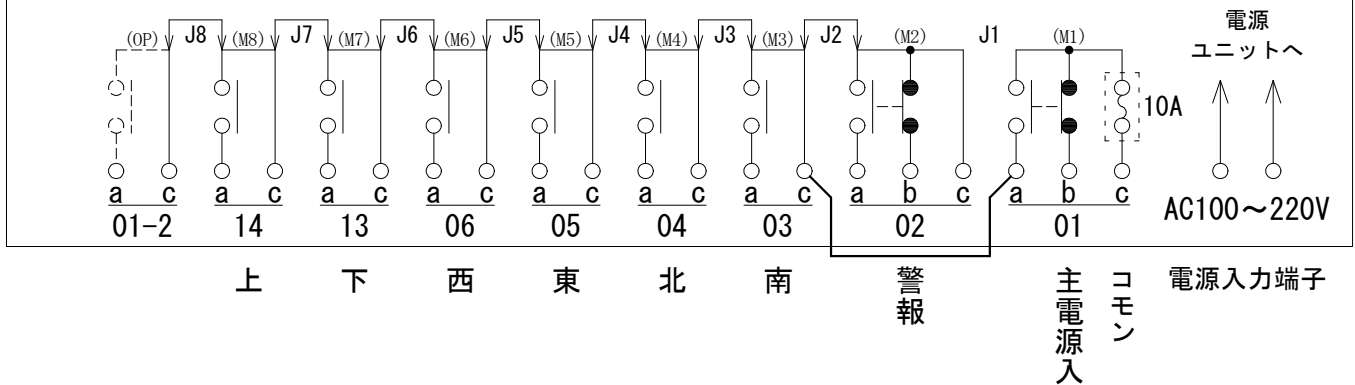 電源
ユニットへ
(OP) J8 (M8) J7 (M7) J6 (M6) J5 (M5) J4 (M4) J3 (M3) J2 (M2) J1 (M1)
10A
a c a c a c a c a c a c a c a b c a b c
01-2 14 13 06 05 04 03 02 01 AC100～220V
上 下 西 東 北 南 警報 主電源入 コモン 電源入力端子